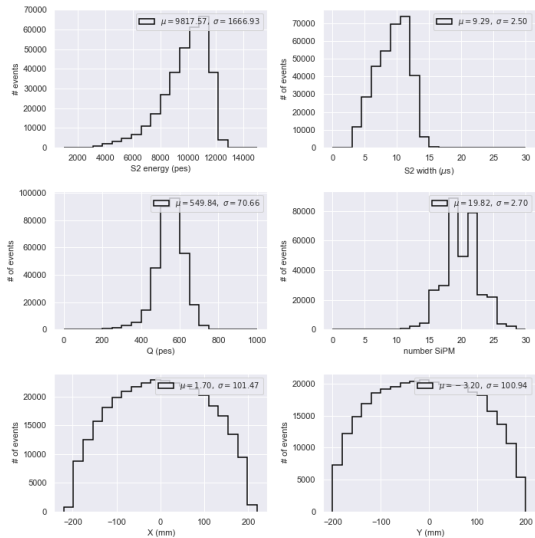 70000
60000
50000
40000
30000
20000
10000
0
# events
μ = 9817.57, σ = 1666.93
2000 4000 6000 8000 10000 12000 14000
S2 energy (pes)
70000
60000
50000
40000
30000
20000
10000
0
# of events
μ = 9.29, σ = 2.50
0 5 10 15 20 25 30
S2 width (μs)
100000
80000
60000
40000
20000
0
# of events
μ = 549.84, σ = 70.66
0 200 400 600 800 1000
Q (pes)
80000
60000
40000
20000
0
# of events
μ = 19.82, σ = 2.70
0 5 10 15 20 25 30
number SiPM
20000
15000
10000
5000
0
# of events
μ = 1.70, σ = 101.47
−200 −100 0 100 200
X (mm)
20000
15000
10000
5000
0
# of events
μ = −3.20, σ = 100.94
−200 −100 0 100 200
Y (mm)